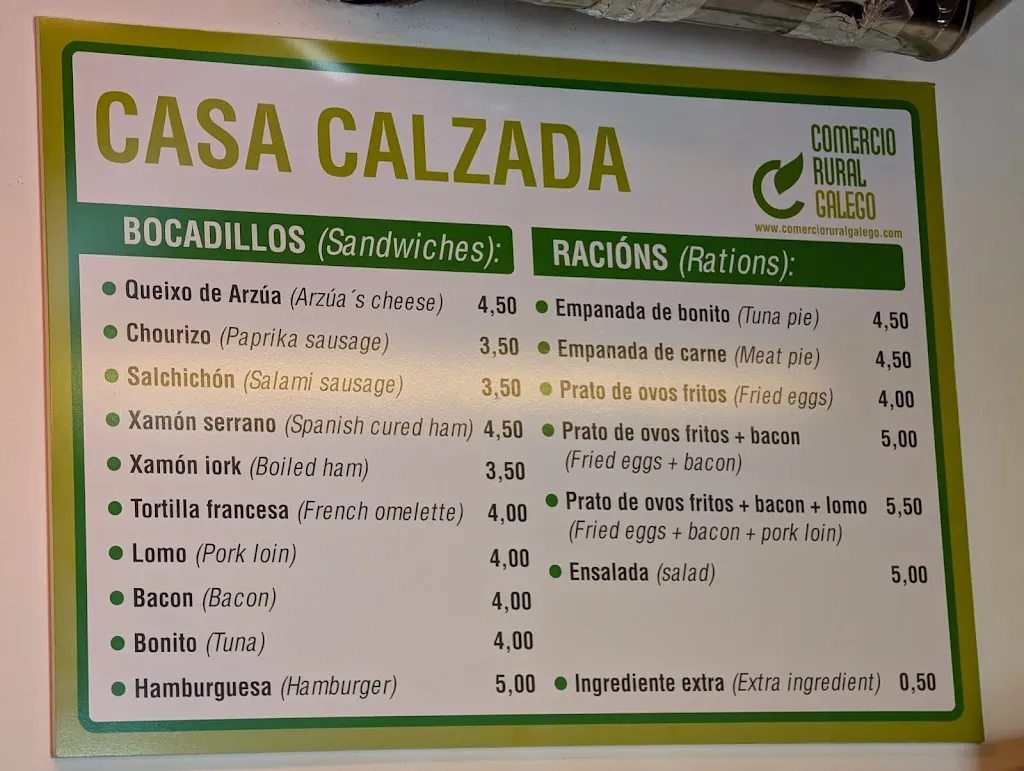 CASA CALZADA
COMERCIO
RURAL
GALEGO
www.comercioruralgalego.com
BOCADILLOS (Sandwiches):
Queixo de Arzúa (Arzúa´s cheese) 4,50
Chourizo (Paprika sausage) 3,50
Salchichón (Salami sausage) 3,50
Xamón serrano (Spanish cured ham) 4,50
Xamón iork (Boiled ham) 3,50
Tortilla francesa (French omelette) 4,00
Lomo (Pork loin) 4,00
Bacon (Bacon) 4,00
Bonito (Tuna) 4,00
Hamburguesa (Hamburger) 5,00
RACIÓNS (Rations):
Empanada de bonito (Tuna pie) 4,50
Empanada de carne (Meat pie) 4,50
Prato de ovos fritos (Fried eggs) 4,00
Prato de ovos fritos + bacon 5,00
(Fried eggs + bacon)
Prato de ovos fritos + bacon + lomo 5,50
(Fried eggs + bacon + pork loin)
Ensalada (salad) 5,00
Ingrediente extra (Extra ingredient) 0,50